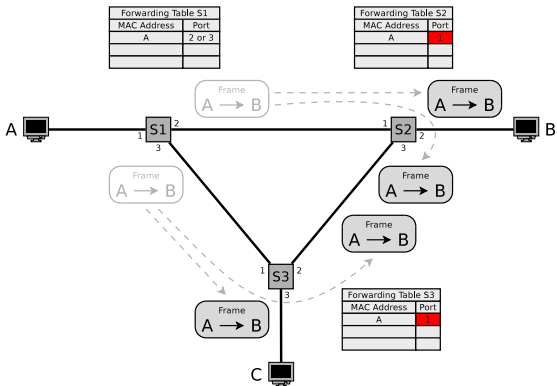 Forwarding Table S1
MAC Address Port
A 2 or 3
Forwarding Table S2
MAC Address Port
A 1
Frame
A → B
Frame
A → B
A
1
S1
2
3
1
S2
2
3
B
Frame
A → B
Frame
A → B
Frame
A → B
1
S3
2
3
Frame
A → B
Forwarding Table S3
MAC Address Port
A 1
C